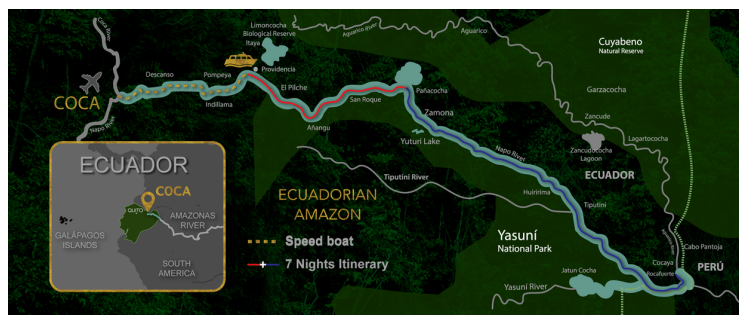 Coca River
COCA
Napo River
Descanso
Pompeya
Indillama
Limoncocha
Biological Reserve
Itaya
Providencia
El Pilche
Añangu
San Roque
Pañacocha
Zamona
Yuturi Lake
Aguarico River
Aguarico
Cuyabeno
Natural Reserve
Garzacocha
Zancude
Lagartococha
Zancudococha
Lagoon
ECUADOR
Napo River
Huiririma
Tiputini
Tiputini River
Yasuní
National Park
Cabo Pantoja
PERÚ
Cocaya
Rocafuerte
Jatun Cocha
Yasuní River
ECUADOR
COCA
QUITO
AMAZONAS
RIVER
GALÁPAGOS
ISLANDS
SOUTH
AMERICA
ECUADORIAN
AMAZON
Speed boat
7 Nights Itinerary